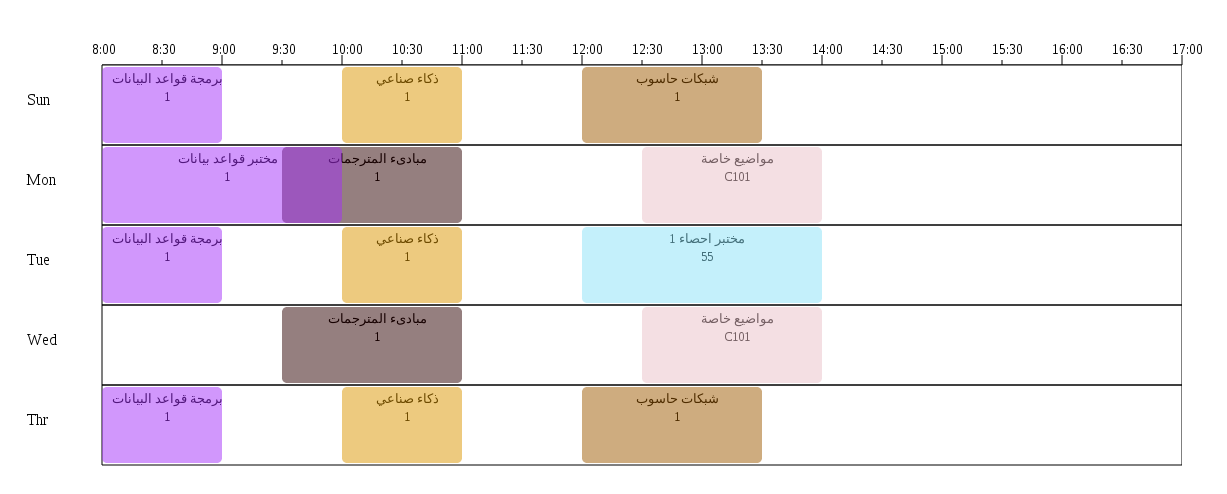 8:00 8:30 9:00 9:30 10:00 10:30 11:00 11:30 12:00 12:30 13:00 13:30 14:00 14:30 15:00 15:30 16:00 16:30 17:00
Sun
برمجة قواعد البيانات
1
ذكاء صناعي
1
شبكات حاسوب
1
Mon
مختبر قواعد بيانات
1
مبادىء المترجمات
1
مواضيع خاصة
C101
Tue
برمجة قواعد البيانات
1
ذكاء صناعي
1
مختبر احصاء 1
55
Wed
مبادىء المترجمات
1
مواضيع خاصة
C101
Thr
برمجة قواعد البيانات
1
ذكاء صناعي
1
شبكات حاسوب
1